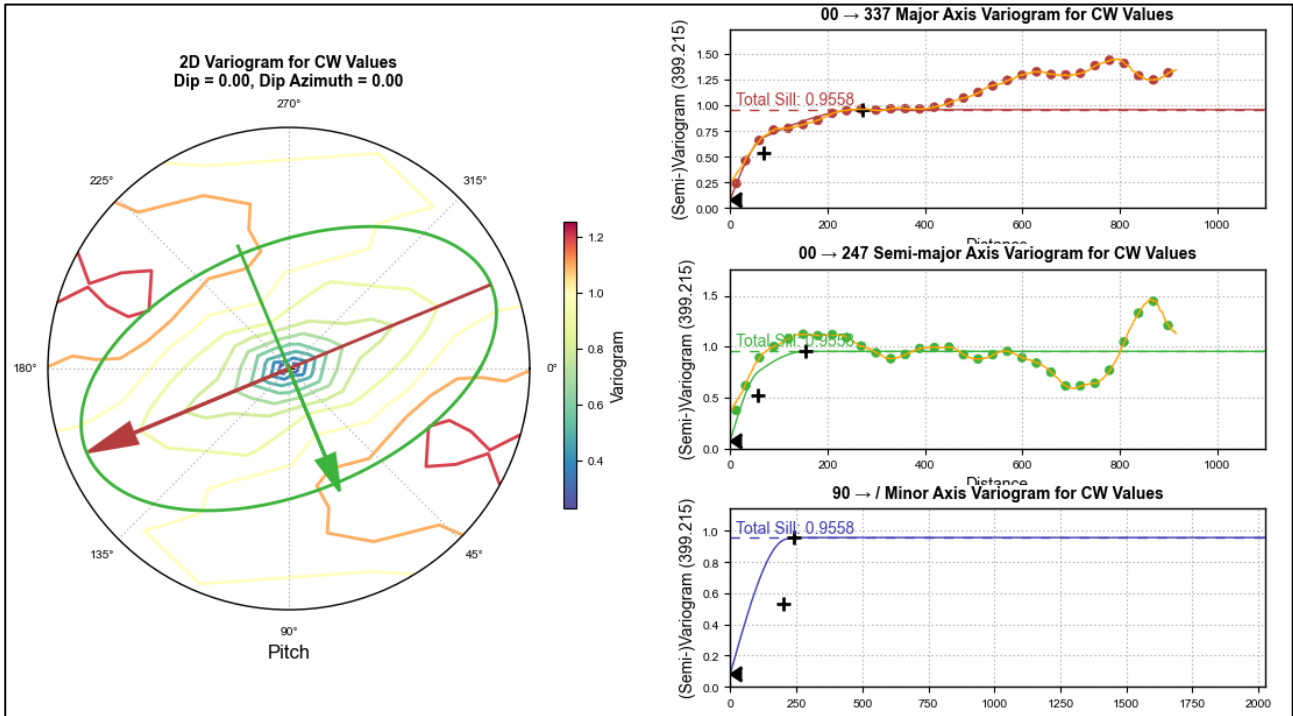 2D Variogram for CW Values
Dip = 0.00, Dip Azimuth = 0.00
270°
225°
315°
180°
0°
135°
45°
90°
Pitch
1.2
1.0
0.8
0.6
0.4
Variogram
00 → 337 Major Axis Variogram for CW Values
(Semi-)Variogram (399.215)
1.50
1.25
1.00
0.75
0.50
0.25
0.00
Total Sill: 0.9558
0 200 400 600 800 1000
Distance
00 → 247 Semi-major Axis Variogram for CW Values
(Semi-)Variogram (399.215)
1.5
1.0
0.5
0.0
Total Sill: 0.9558
0 200 400 600 800 1000
Distance
90 → / Minor Axis Variogram for CW Values
(Semi-)Variogram (399.215)
1.0
0.8
0.6
0.4
0.2
0.0
Total Sill: 0.9558
0 250 500 750 1000 1250 1500 1750 2000